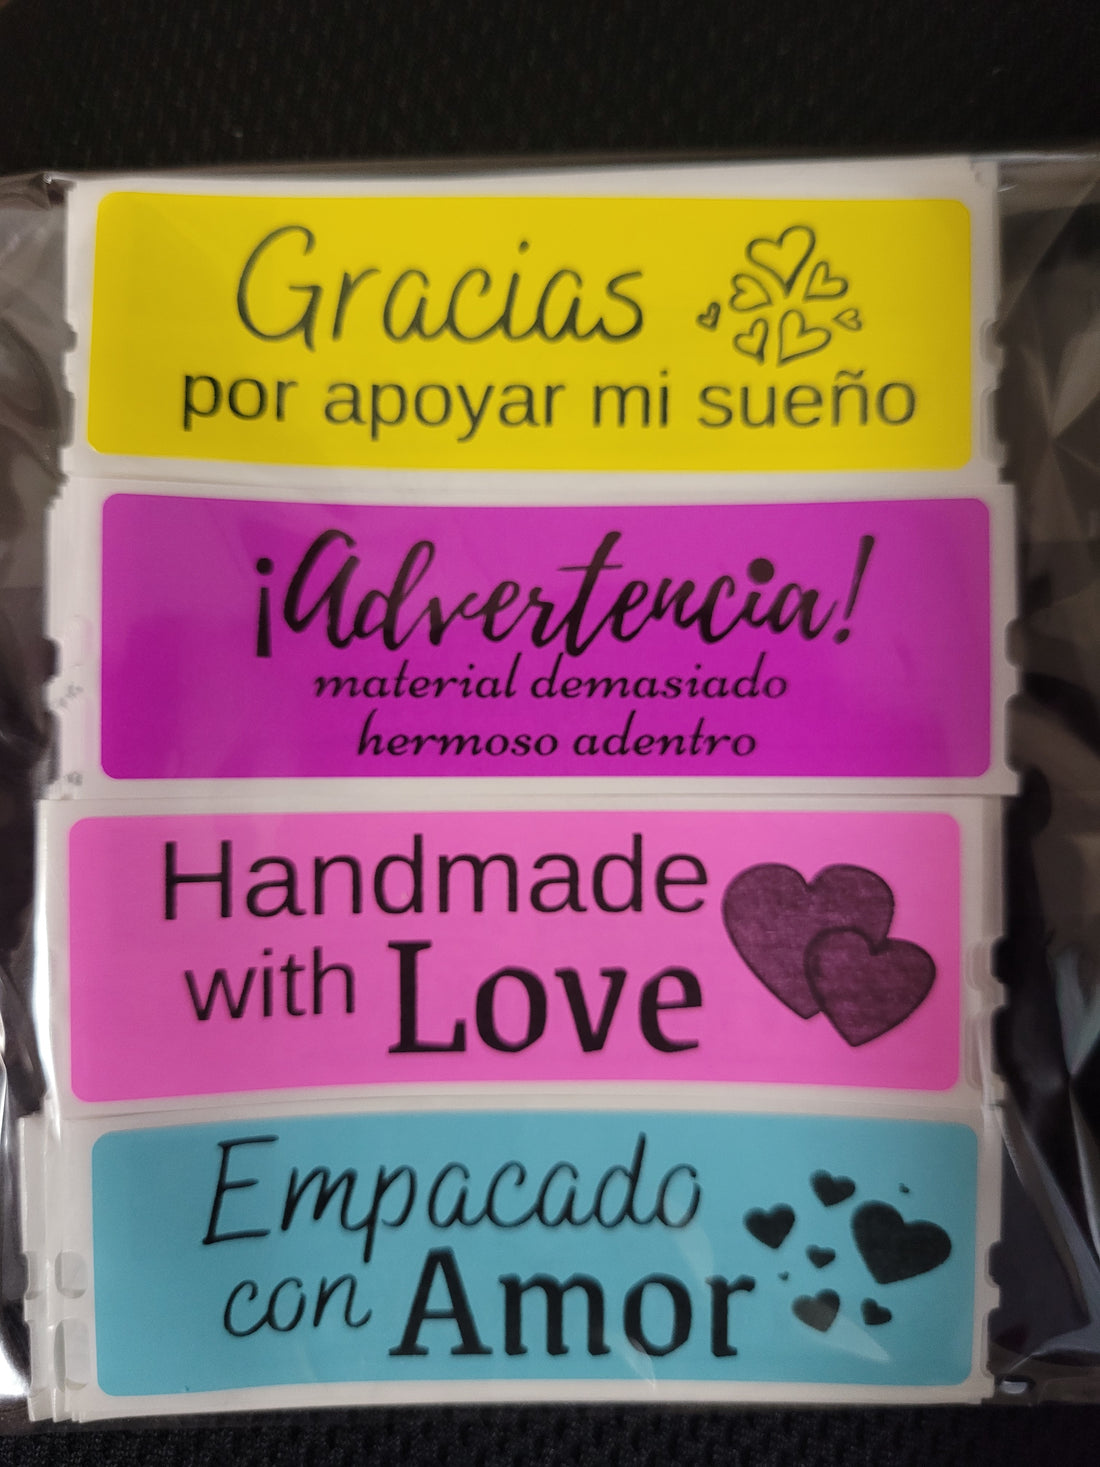 Gracias
por apoyar mi sueño
¡Advertencia!
material demasiado
hermoso adentro
Handmade
with Love
Empacado
con Amor